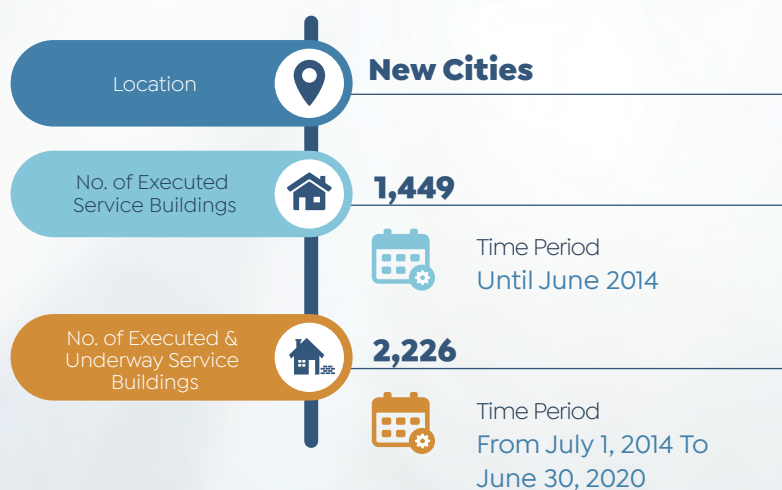 Location
New Cities
No. of Executed
Service Buildings
1,449
Time Period
Until June 2014
No. of Executed &
Underway Service
Buildings
2,226
Time Period
From July 1, 2014 To
June 30, 2020